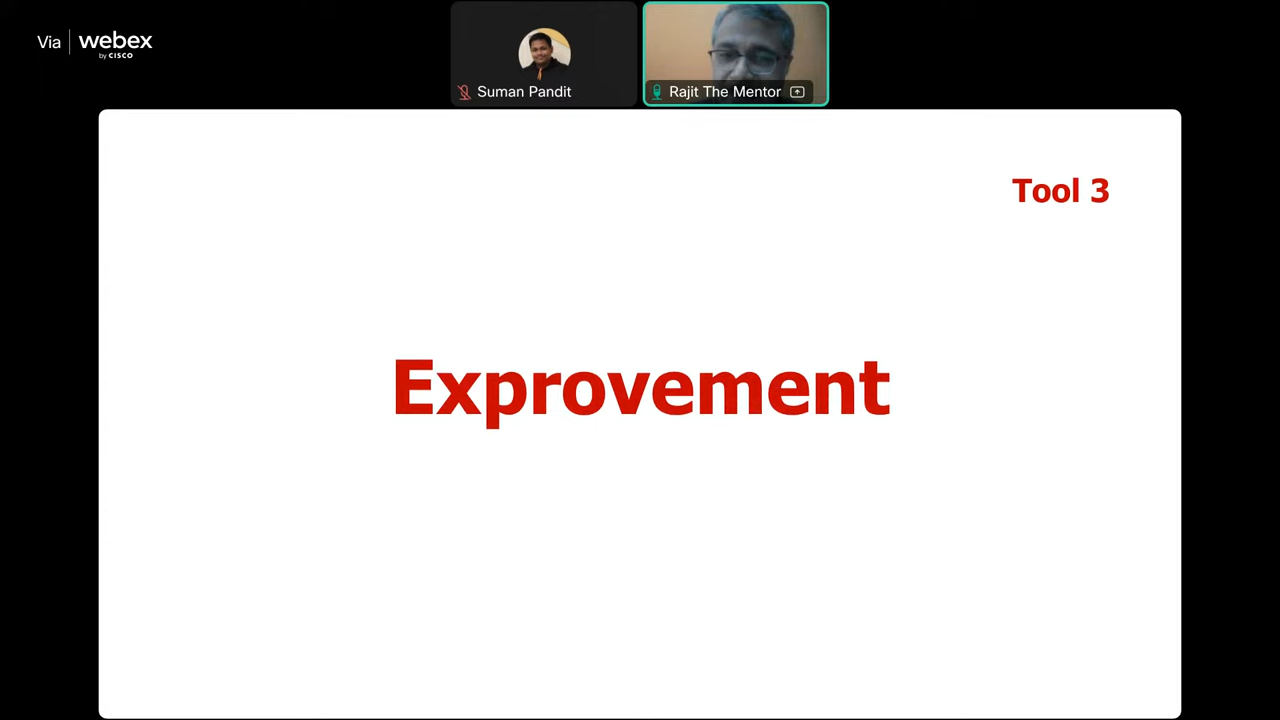 Via webex
by CISCO
Suman Pandit
Rajit The Mentor
Tool 3
Exprovement